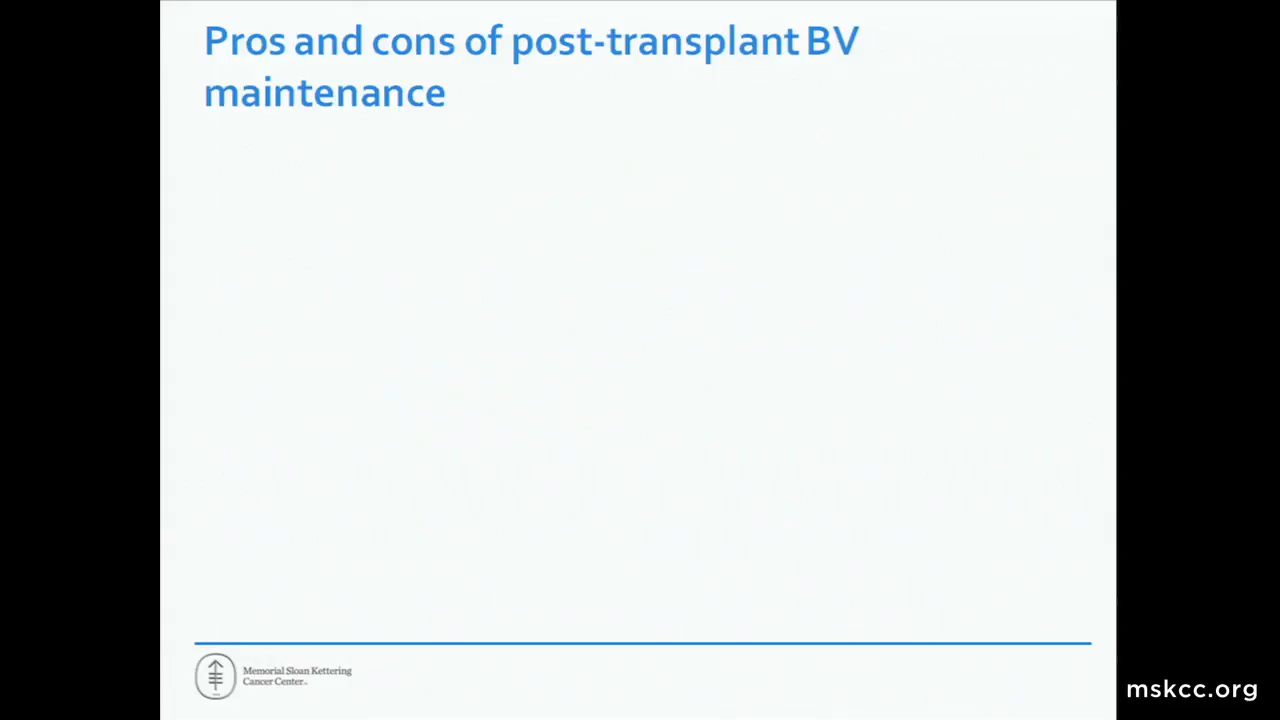 Pros and cons of post-transplant BV
maintenance
Memorial Sloan Kettering
Cancer Center
mskcc.org